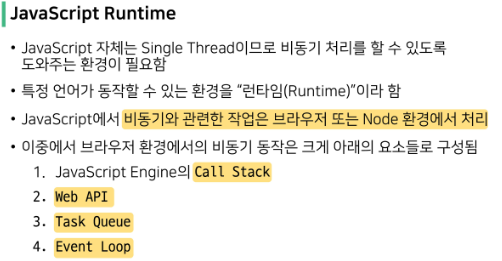 JavaScript Runtime
• JavaScript 자체는 Single Thread이므로 비동기 처리를 할 수 있도록
도와주는 환경이 필요함
• 특정 언어가 동작할 수 있는 환경을 “런타임(Runtime)”이라 함
• JavaScript에서 비동기와 관련한 작업은 브라우저 또는 Node 환경에서 처리
• 이중에서 브라우저 환경에서의 비동기 동작은 크게 아래의 요소들로 구성됨
1. JavaScript Engine의 Call Stack
2. Web API
3. Task Queue
4. Event Loop